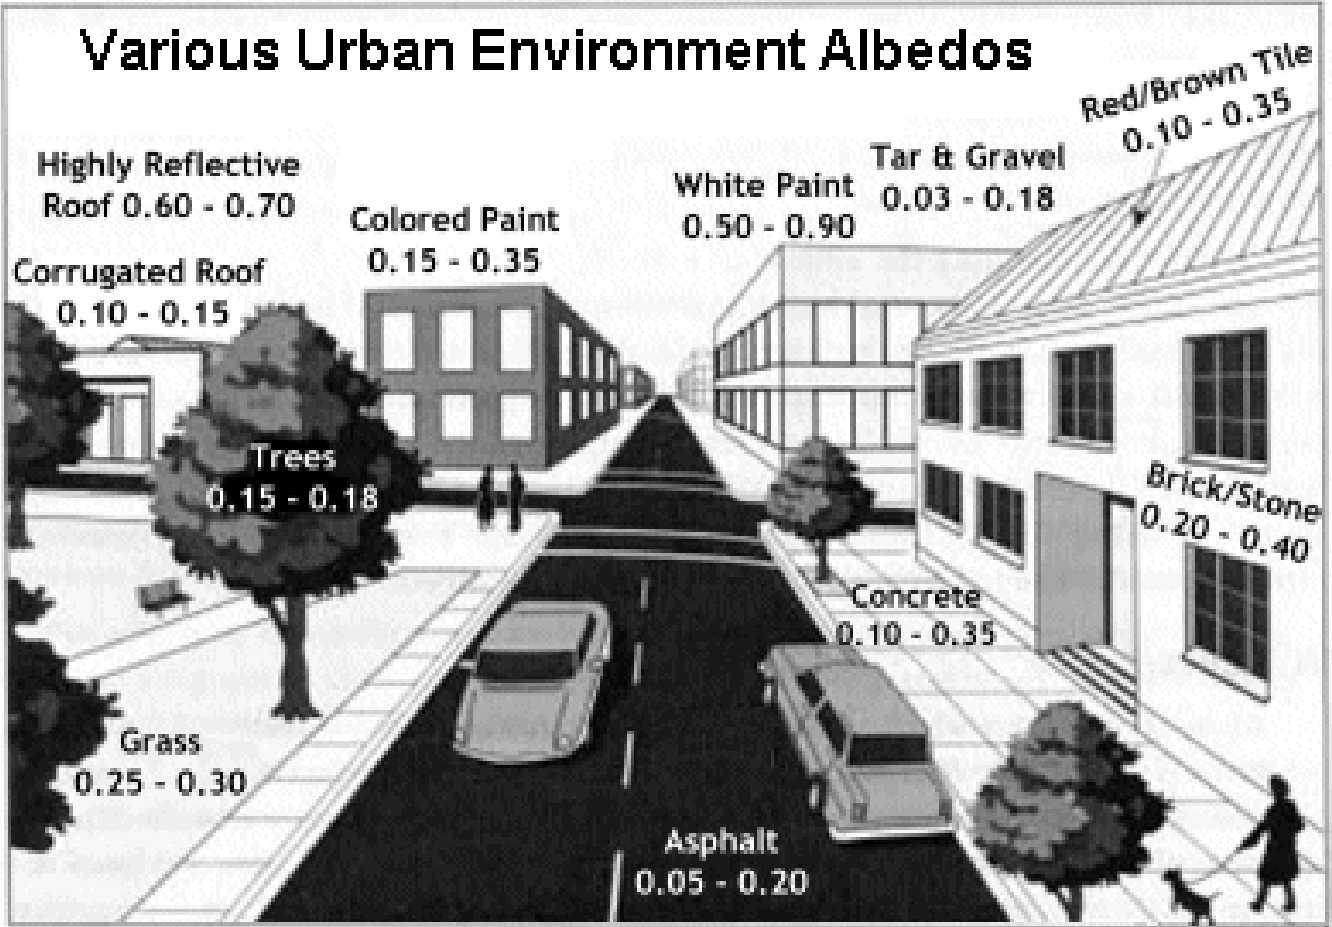 Various Urban Environment Albedos
Highly Reflective
Roof 0.60 - 0.70
Corrugated Roof
0.10 - 0.15
Colored Paint
0.15 - 0.35
White Paint
0.50 - 0.90
Tar & Gravel
0.03 - 0.18
Red/Brown Tile
0.10 - 0.35
Trees
0.15 - 0.18
Brick/Stone
0.20 - 0.40
Concrete
0.10 - 0.35
Grass
0.25 - 0.30
Asphalt
0.05 - 0.20